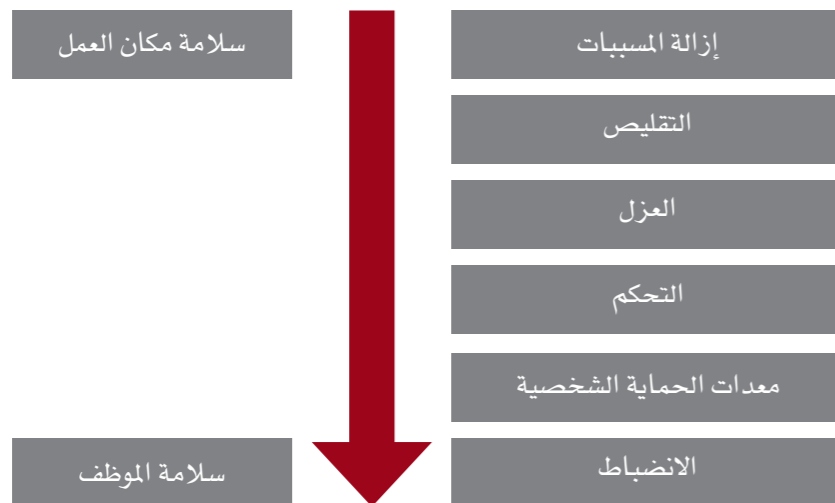 إزالة المسببات
سلامة مكان العمل
التقليص
العزل
التحكم
معدات الحماية الشخصية
الانضباط
سلامة الموظف